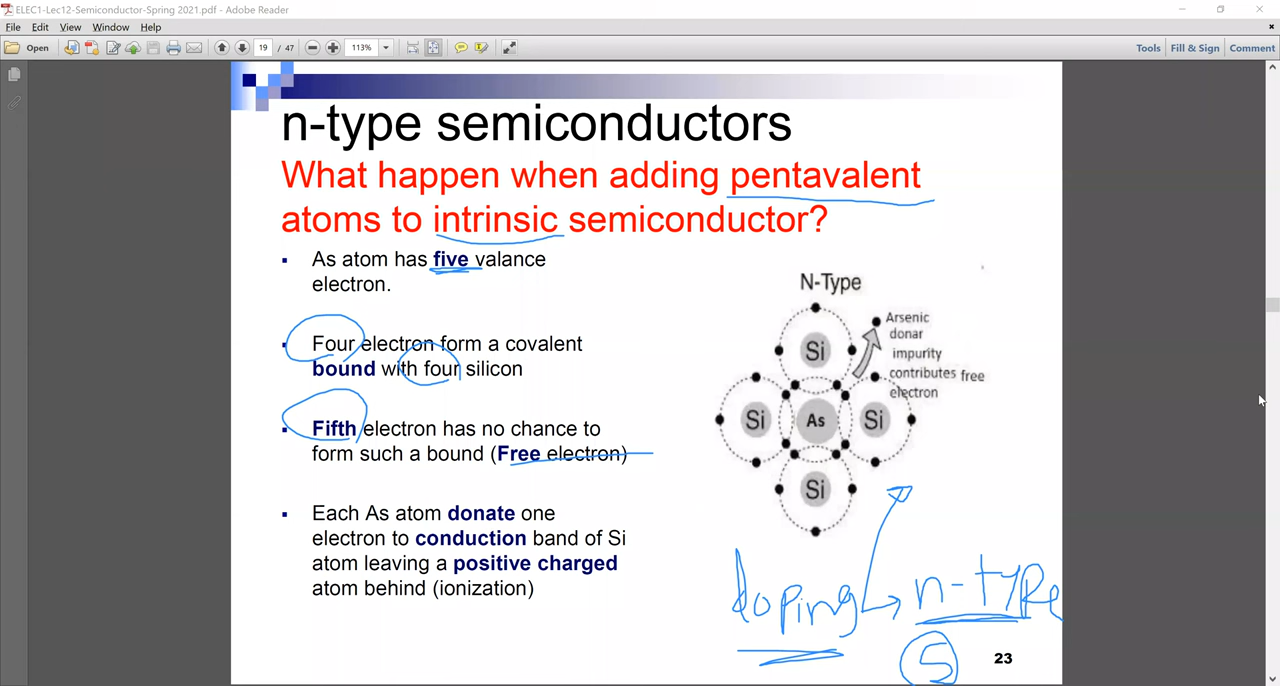 ELEC1-Lec12-Semiconductor-Spring 2021.pdf - Adobe Reader
File Edit View Window Help
Open 19 / 47 113% Tools Fill & Sign Comment
n-type semiconductors
What happen when adding pentavalent
atoms to intrinsic semiconductor?
As atom has five valance
electron.
Four electron form a covalent
bound with four silicon
Fifth electron has no chance to
form such a bound (Free electron)
Each As atom donate one
electron to conduction band of Si
atom leaving a positive charged
atom behind (ionization)
N-Type
Arsenic
donar
impurity
contributes free
electron
Si
Si As Si
Si
doping n-type
5
23